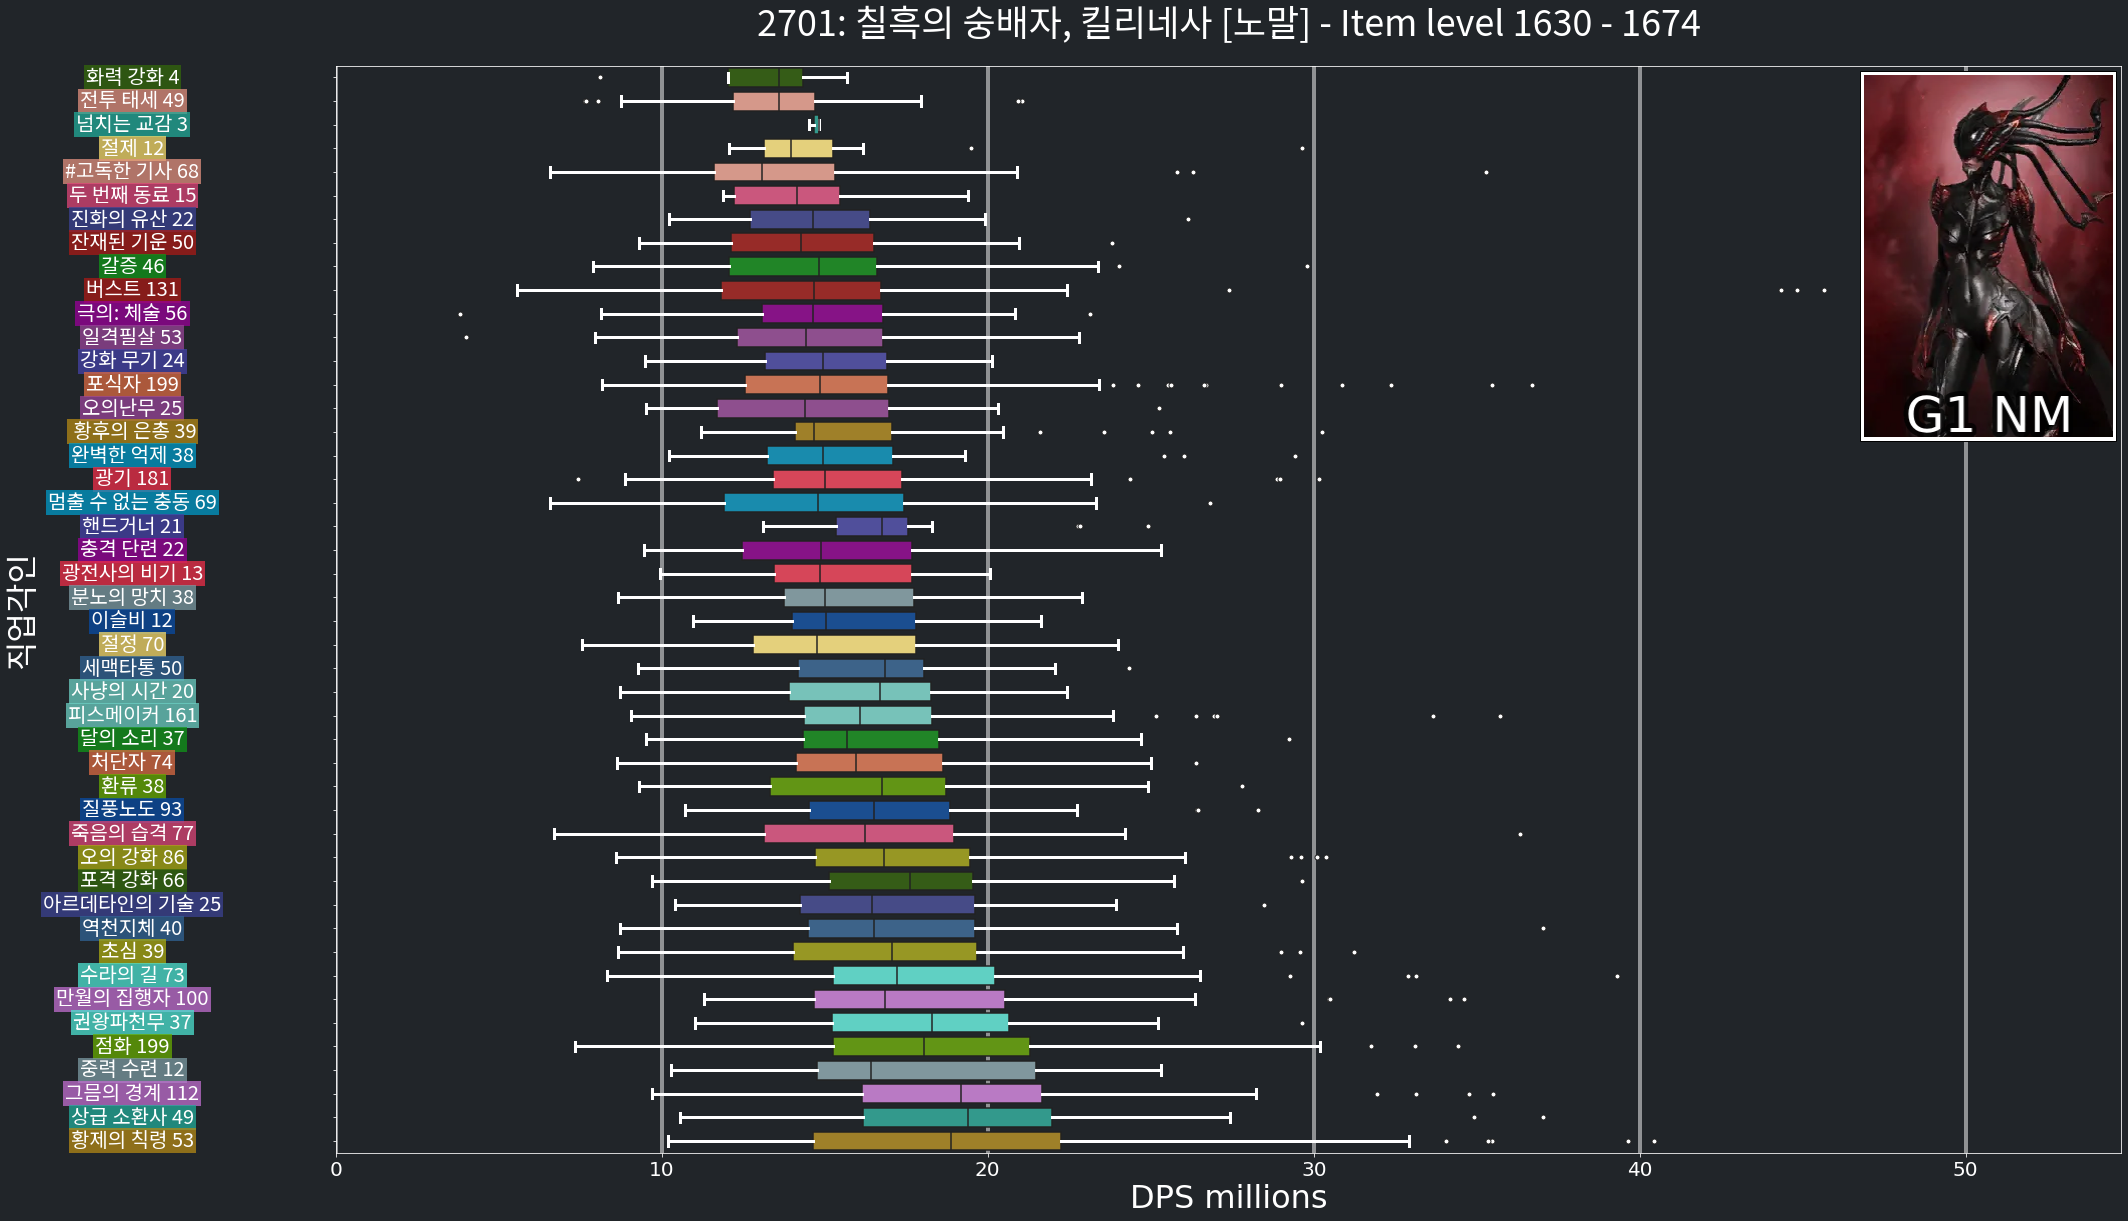 2701: 칠흑의 숭배자, 킬리네사 [노말] - Item level 1630 - 1674
화력 강화 4
전투 태세 49
넘치는 교감 3
절제 12
#고독한 기사 68
두 번째 동료 15
진화의 유산 22
잔재된 기운 50
갈증 46
버스트 131
극의: 체술 56
일격필살 53
강화 무기 24
포식자 199
오의난무 25
황후의 은총 39
완벽한 억제 38
광기 181
멈출 수 없는 충동 69
핸드거너 21
충격 단련 22
광전사의 비기 13
분노의 망치 38
이슬비 12
절정 70
세맥타통 50
사냥의 시간 20
피스메이커 161
달의 소리 37
처단자 74
환류 38
질풍노도 93
죽음의 습격 77
오의 강화 86
포격 강화 66
아르데타인의 기술 25
역천지체 40
초심 39
수라의 길 73
만월의 집행자 100
권왕파천무 37
점화 199
중력 수련 12
그믐의 경계 112
상급 소환사 49
황제의 칙령 53
직업각인
G1 NM
0 10 20 30 40 50
DPS millions